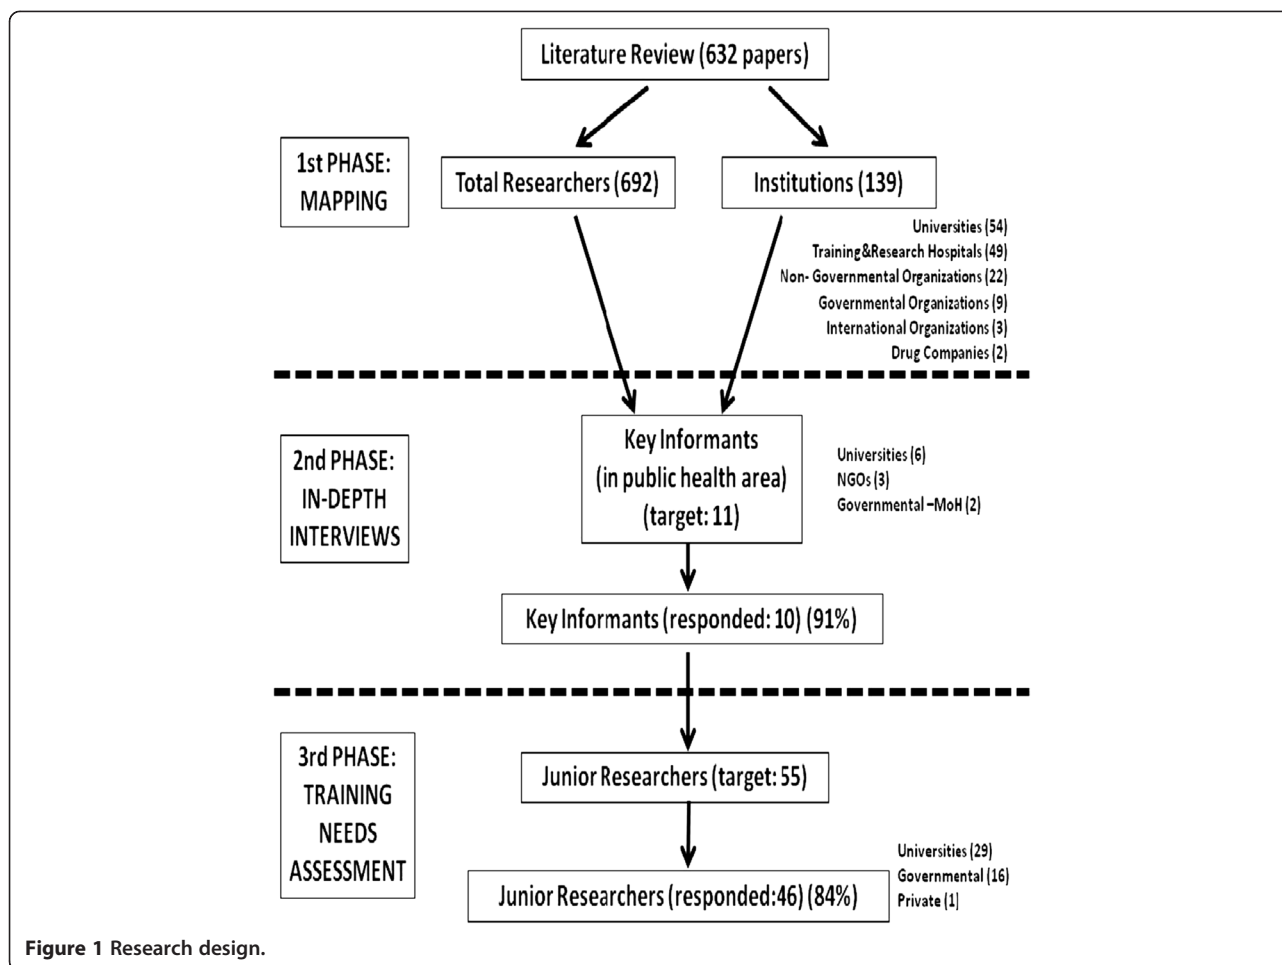 Literature Review (632 papers)
1st PHASE:
MAPPING
Total Researchers (692)
Institutions (139)
Universities (54)
Training&Research Hospitals (49)
Non- Governmental Organizations (22)
Governmental Organizations (9)
International Organizations (3)
Drug Companies (2)
2nd PHASE:
IN-DEPTH
INTERVIEWS
Key Informants
(in public health area)
(target: 11)
Universities (6)
NGOs (3)
Governmental –MoH (2)
Key Informants (responded: 10) (91%)
3rd PHASE:
TRAINING
NEEDS
ASSESSMENT
Junior Researchers (target: 55)
Junior Researchers (responded:46) (84%)
Universities (29)
Governmental (16)
Private (1)
Figure 1 Research design.